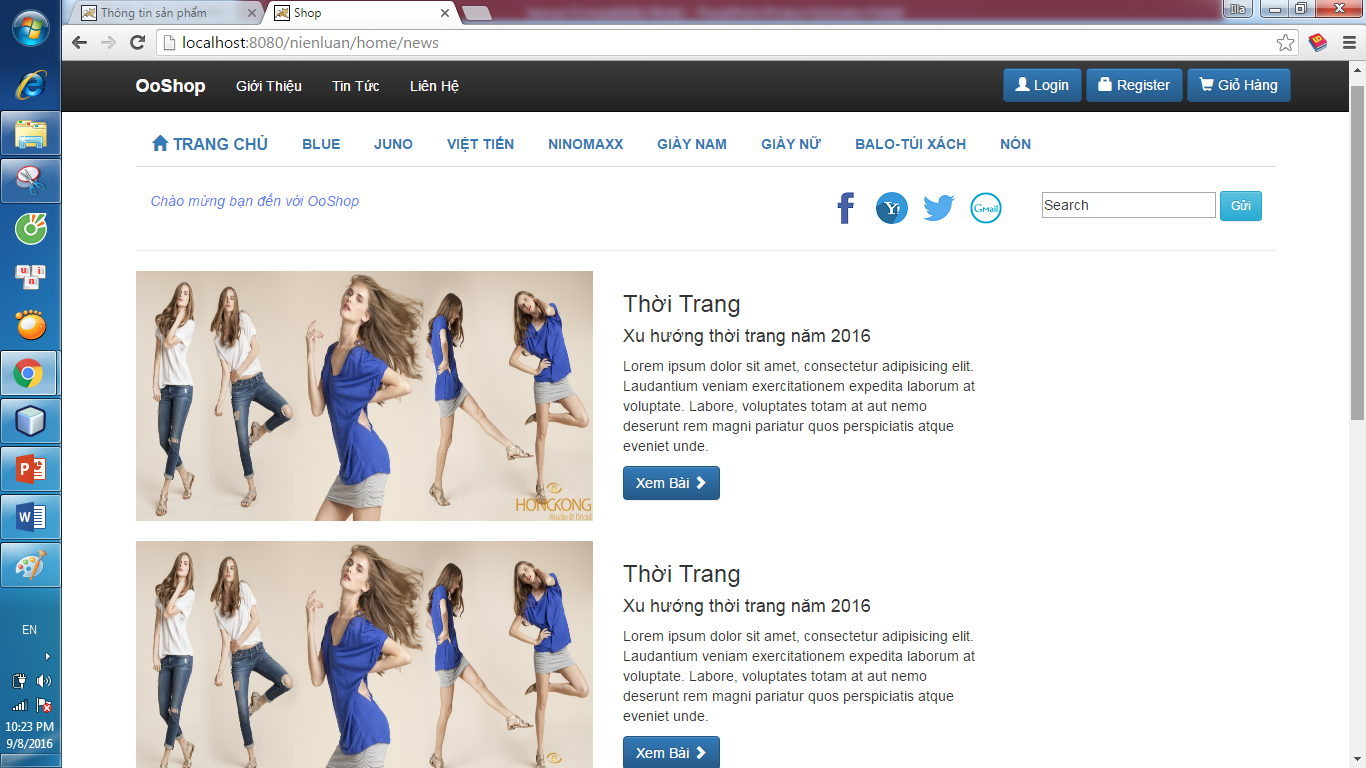 Thông tin sản phẩm
Shop
illa
localhost:8080/nienluan/home/news
OoShop Giới Thiệu Tin Tức Liên Hệ Login Register Giỏ Hàng
TRANG CHỦ BLUE JUNO VIỆT TIẾN NINOMAXX GIÀY NAM GIÀY NỮ BALO-TÚI XÁCH NÓN
Chào mừng bạn đến với OoShop
Gmail
Search Gửi
HONGKONG
Studio & Bridal
Thời Trang
Xu hướng thời trang năm 2016
Lorem ipsum dolor sit amet, consectetur adipisicing elit.
Laudantium veniam exercitationem expedita laborum at
voluptate. Labore, voluptates totam at aut nemo
deserunt rem magni pariatur quos perspiciatis atque
eveniet unde.
Xem Bài
Thời Trang
Xu hướng thời trang năm 2016
Lorem ipsum dolor sit amet, consectetur adipisicing elit.
Laudantium veniam exercitationem expedita laborum at
voluptate. Labore, voluptates totam at aut nemo
deserunt rem magni pariatur quos perspiciatis atque
eveniet unde.
Xem Bài
EN
10:23 PM
9/8/2016